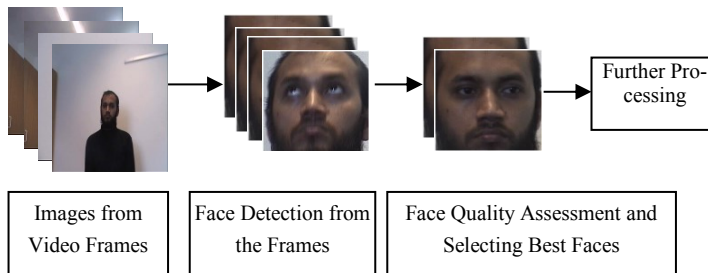 Further Pro-
cessing
Images from
Video Frames
Face Detection from
the Frames
Face Quality Assessment and
Selecting Best Faces